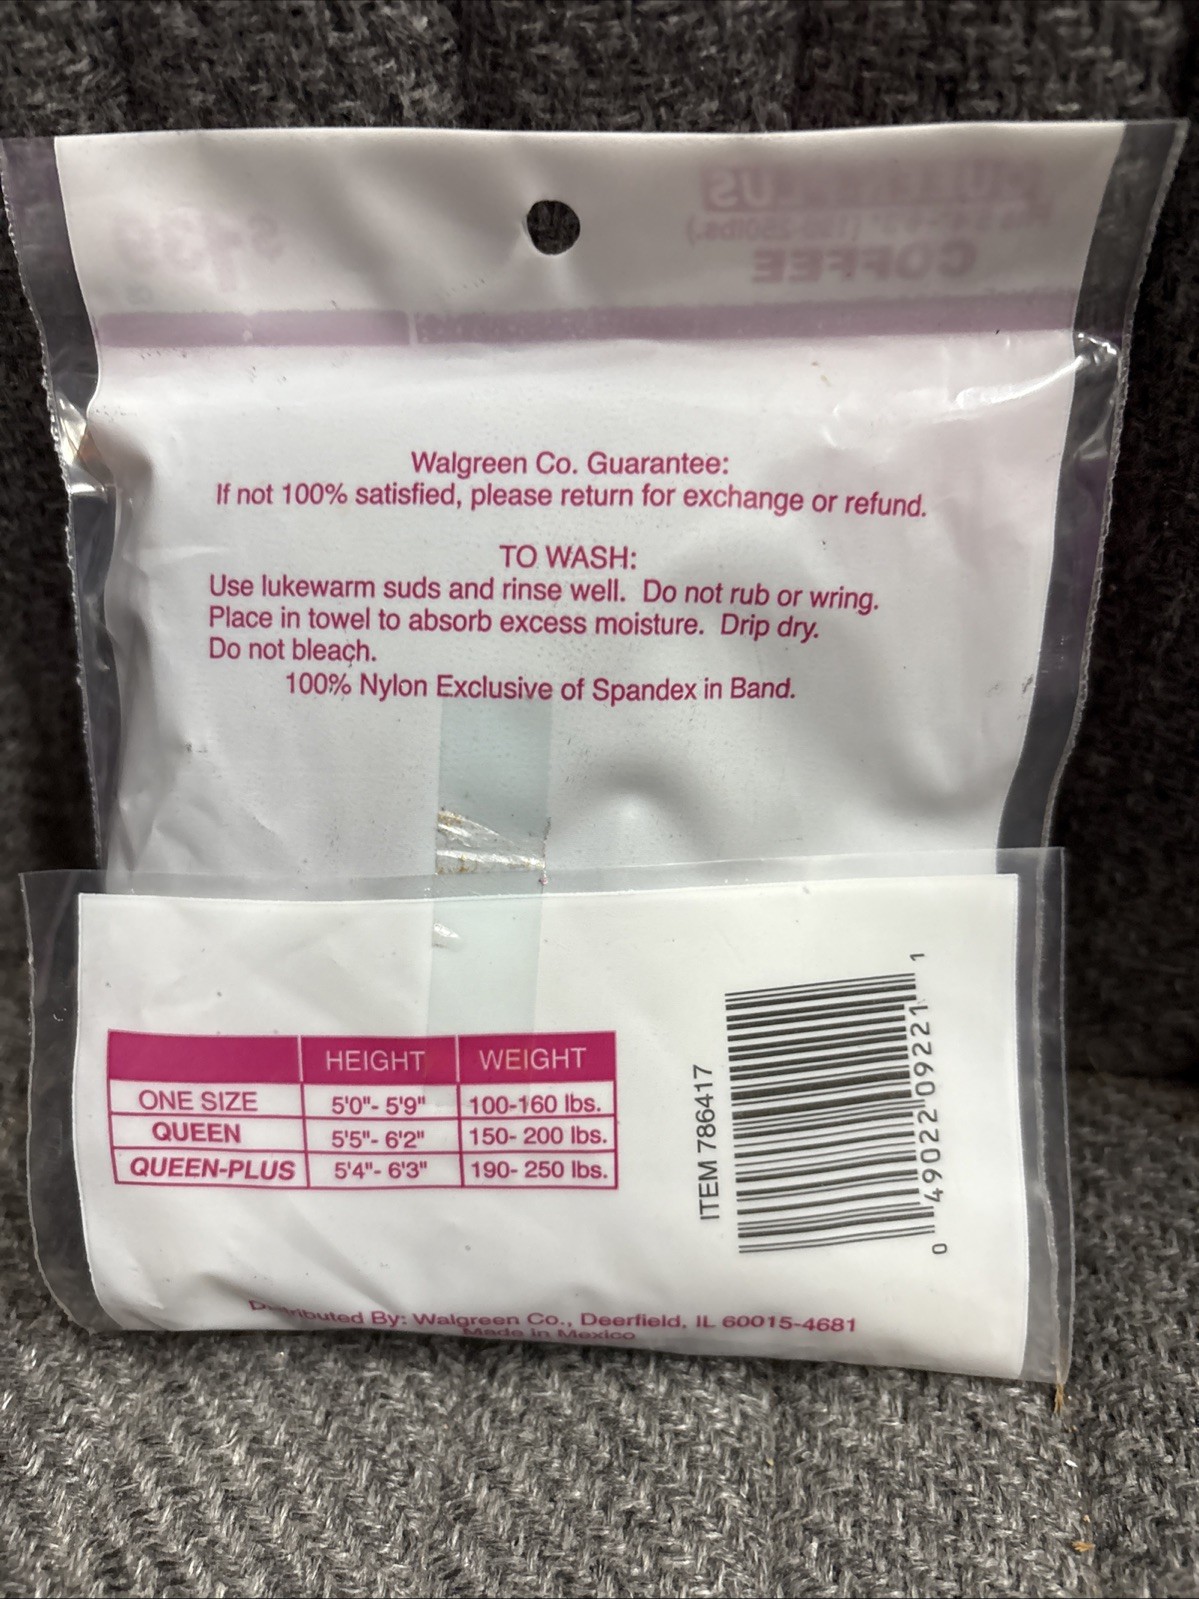 COFFEE
Walgreen Co. Guarantee:
If not 100% satisfied, please return for exchange or refund.
TO WASH:
Use lukewarm suds and rinse well. Do not rub or wring.
Place in towel to absorb excess moisture. Drip dry.
Do not bleach.
100% Nylon Exclusive of Spandex in Band.
HEIGHT WEIGHT
ONE SIZE 5'0"- 5'9" 100-160 lbs.
QUEEN 5'5"- 6'2" 150- 200 lbs.
QUEEN-PLUS 5'4"- 6'3" 190- 250 lbs.
ITEM 786417
0 49022 09221 1
Distributed By: Walgreen Co., Deerfield, IL 60015-4681
Made in Mexico